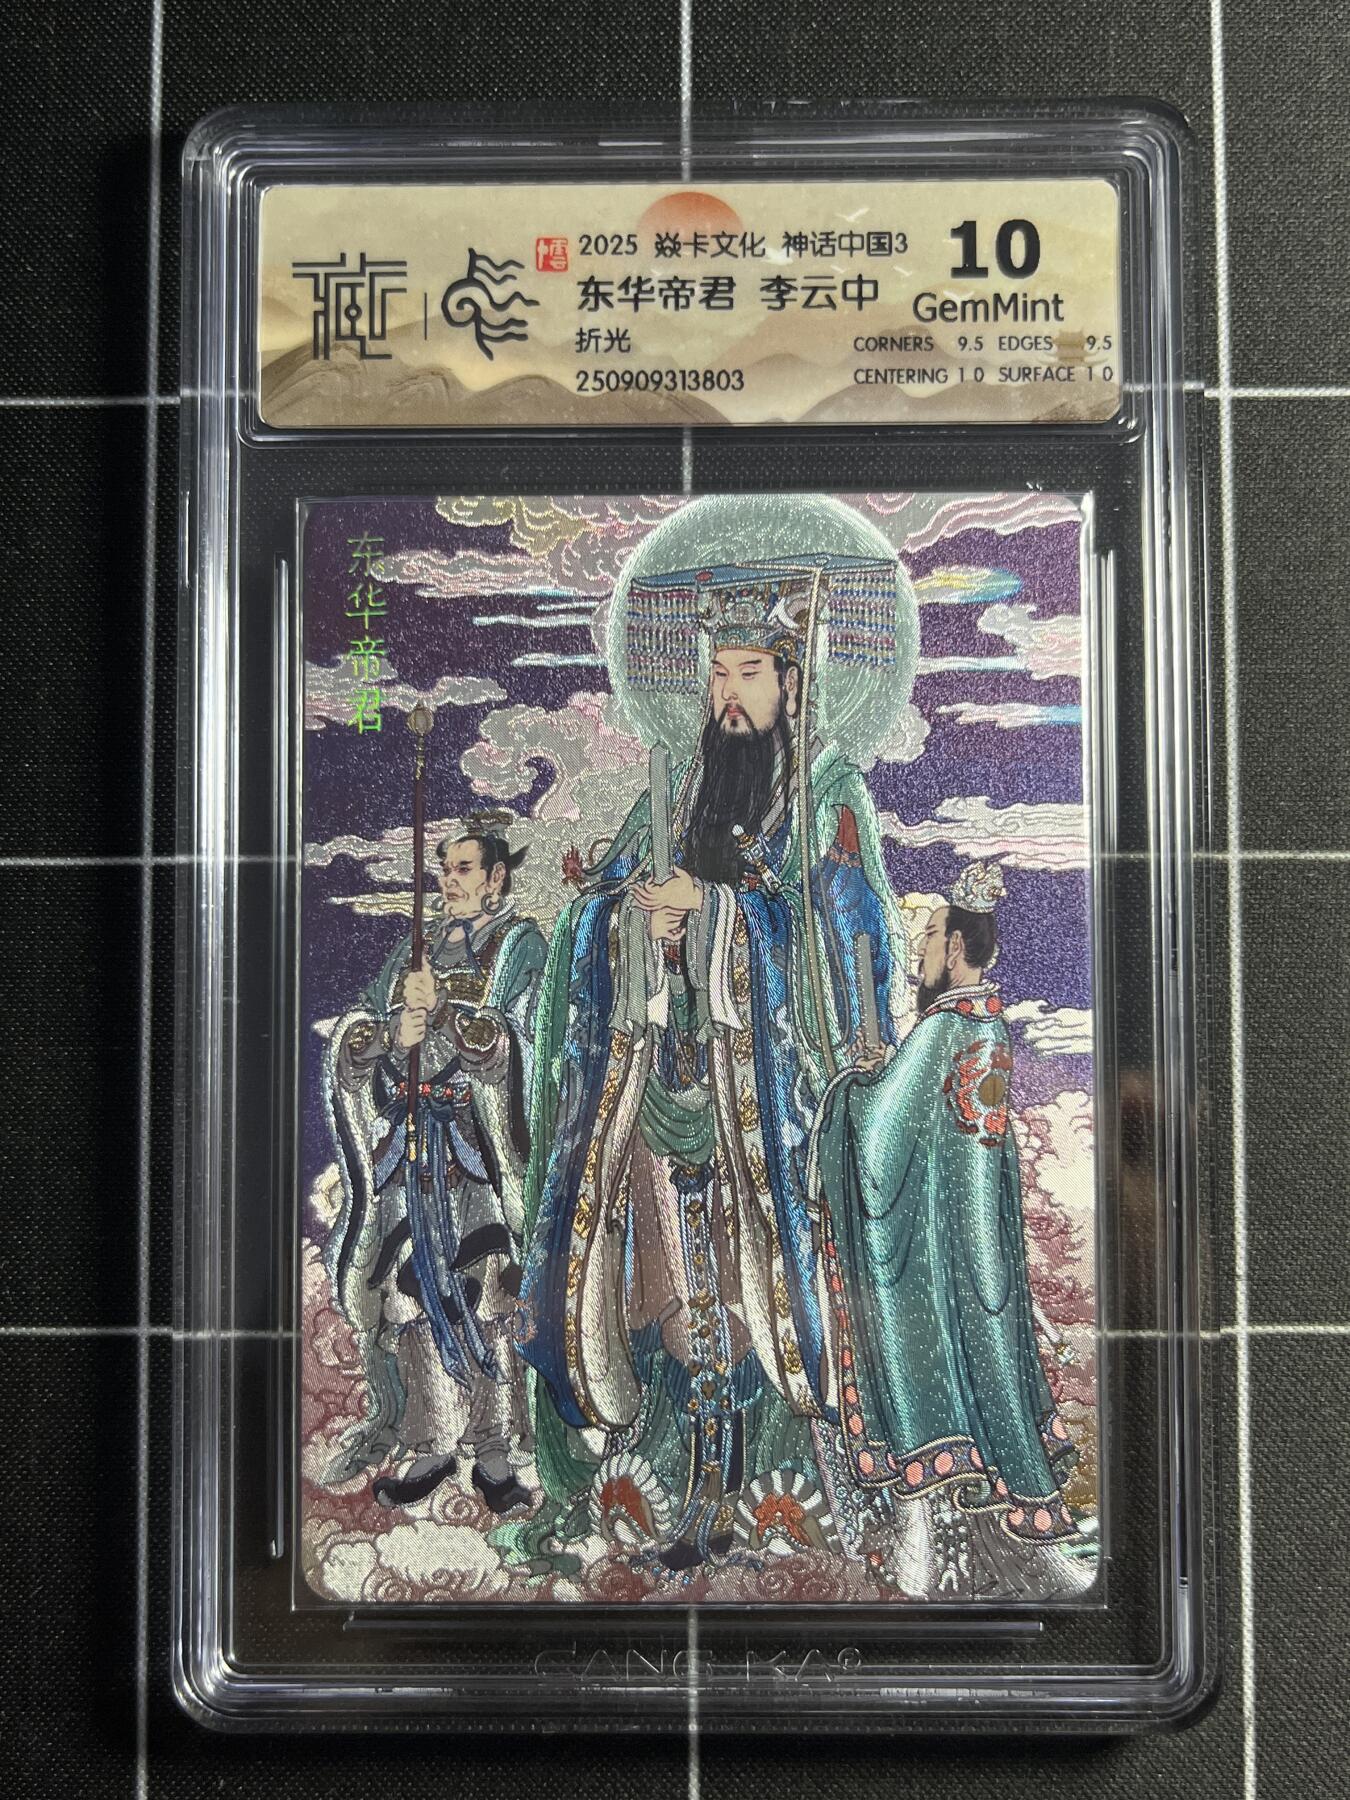 藏
2025 焱卡文化 神话中国3
东华帝君 李云中
折光
250909313803
10
GemMint
CORNERS 9.5 EDGES 9.5
CENTERING 10 SURFACE 10
东华帝君
CANG KA®